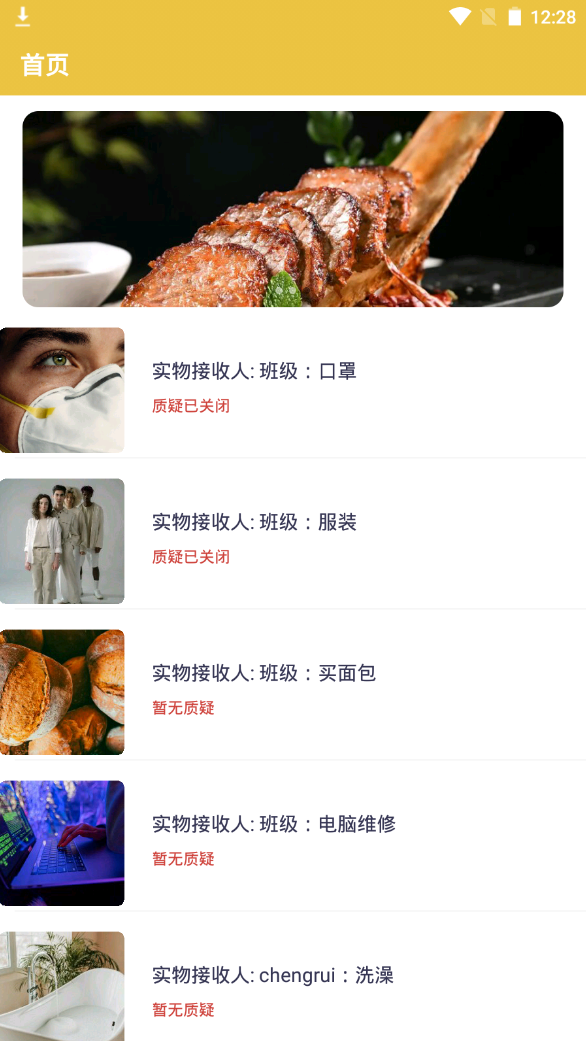 12:28
首页
实物接收人: 班级：口罩
质疑已关闭
实物接收人: 班级：服装
质疑已关闭
实物接收人: 班级：买面包
暂无质疑
实物接收人: 班级：电脑维修
暂无质疑
实物接收人: chengrui：洗澡
暂无质疑